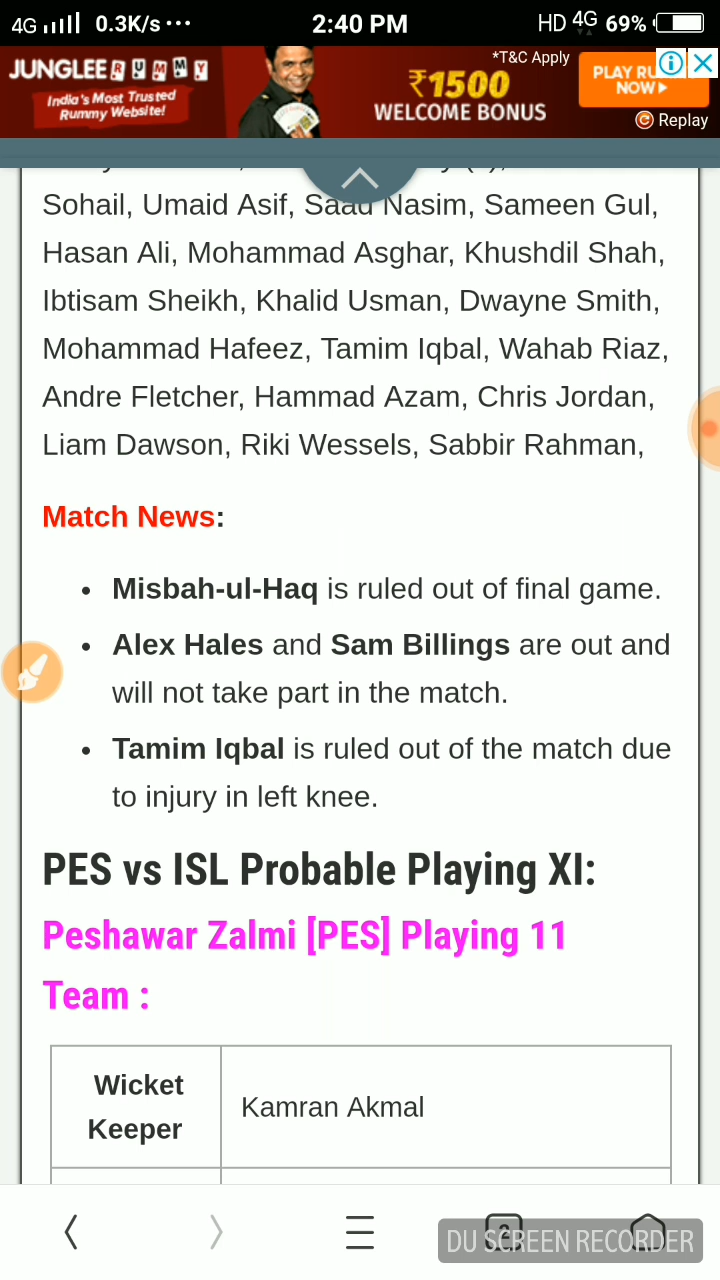 4G 0.3K/s ••• 2:40 PM HD 4G 69%
JUNGLEE RUMMY
India's Most Trusted
Rummy Website!
*T&C Apply
₹1500
WELCOME BONUS
NOW
Replay
Sohail, Umaid Asif, Saad Nasim, Sameen Gul,
Hasan Ali, Mohammad Asghar, Khushdil Shah,
Ibtisam Sheikh, Khalid Usman, Dwayne Smith,
Mohammad Hafeez, Tamim Iqbal, Wahab Riaz,
Andre Fletcher, Hammad Azam, Chris Jordan,
Liam Dawson, Riki Wessels, Sabbir Rahman,
Match News:
• Misbah-ul-Haq is ruled out of final game.
• Alex Hales and Sam Billings are out and
will not take part in the match.
• Tamim Iqbal is ruled out of the match due
to injury in left knee.
PES vs ISL Probable Playing XI:
Peshawar Zalmi [PES] Playing 11
Team :
Wicket
Keeper
Kamran Akmal
2
DU SCREEN RECORDER